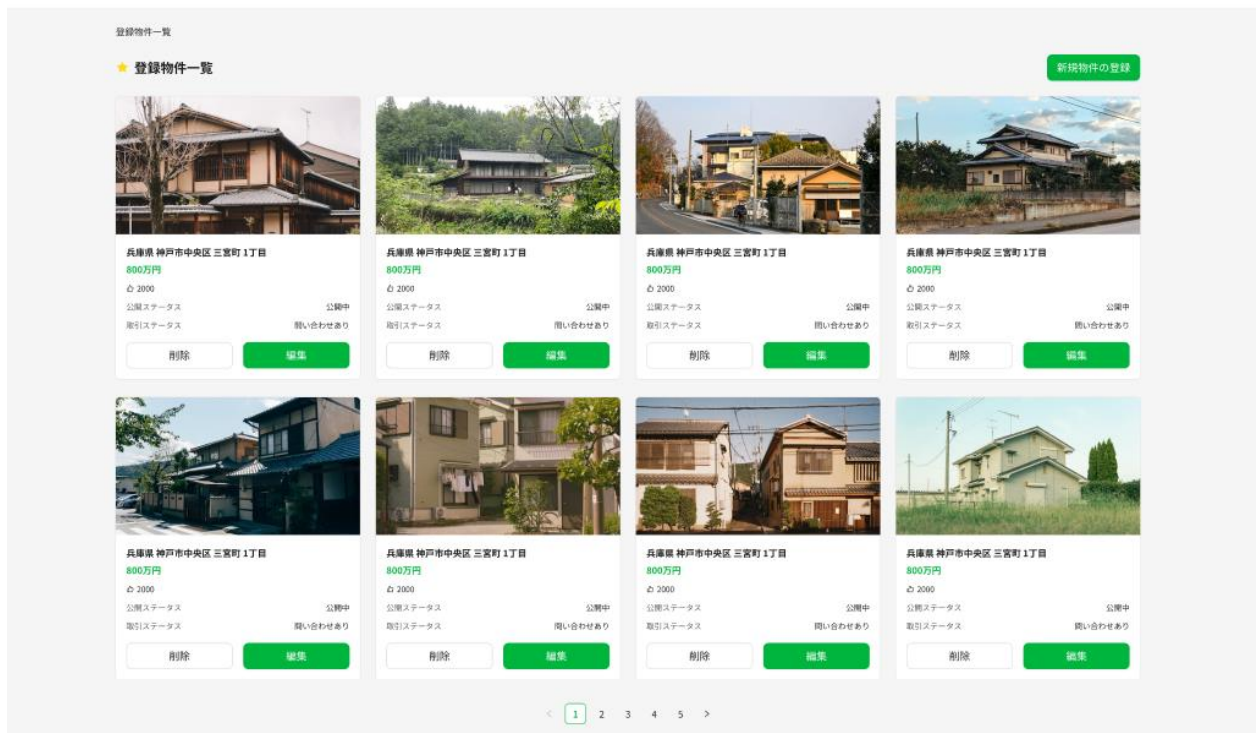 登録物件一覧
登録物件一覧
新規物件の登録
兵庫県 神戸市中央区 三宮町 1丁目
800万円
2000
公開ステータス 公開中
取引ステータス 問い合わせあり
削除 編集
兵庫県 神戸市中央区 三宮町 1丁目
800万円
2000
公開ステータス 公開中
取引ステータス 問い合わせあり
削除 編集
兵庫県 神戸市中央区 三宮町 1丁目
800万円
2000
公開ステータス 公開中
取引ステータス 問い合わせあり
削除 編集
兵庫県 神戸市中央区 三宮町 1丁目
800万円
2000
公開ステータス 公開中
取引ステータス 問い合わせあり
削除 編集
兵庫県 神戸市中央区 三宮町 1丁目
800万円
2000
公開ステータス 公開中
取引ステータス 問い合わせあり
削除 編集
兵庫県 神戸市中央区 三宮町 1丁目
800万円
2000
公開ステータス 公開中
取引ステータス 問い合わせあり
削除 編集
兵庫県 神戸市中央区 三宮町 1丁目
800万円
2000
公開ステータス 公開中
取引ステータス 問い合わせあり
削除 編集
兵庫県 神戸市中央区 三宮町 1丁目
800万円
2000
公開ステータス 公開中
取引ステータス 問い合わせあり
削除 編集
< 1 2 3 4 5 >